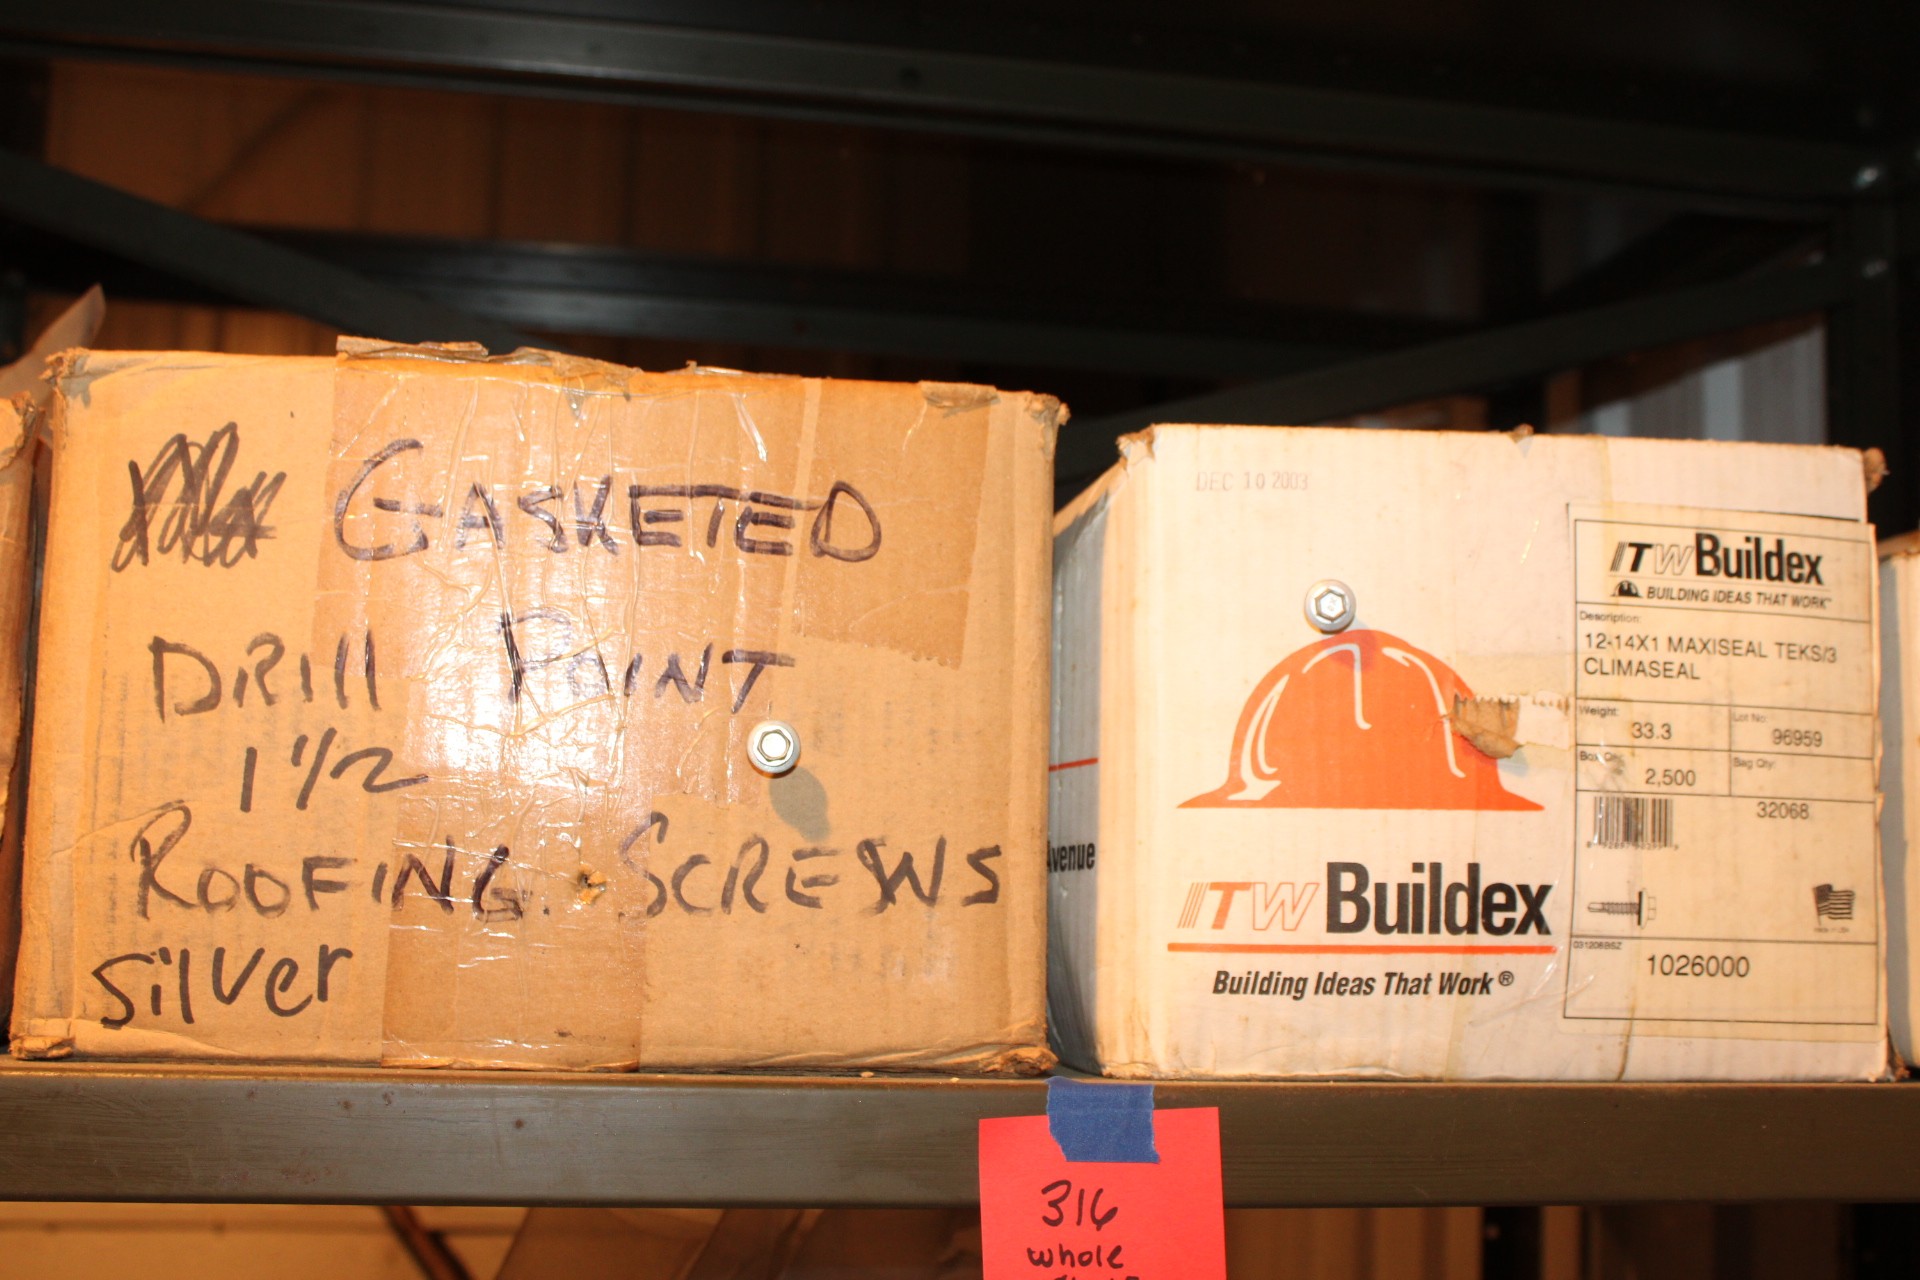 GASKETED
DRIll POINT
1 1/2
ROOFING SCREWS
Silver
Avenue
DEC 10 2003
ITW Buildex
Building Ideas That Work®
ITW Buildex
BUILDING IDEAS THAT WORK™
Description:
12-14X1 MAXISEAL TEKS/3
CLIMASEAL
Weight: 33.3 Lot No: 96959
Box Qty: 2,500 Bag Qty:
32068
031208BSZ
1026000
316
whole